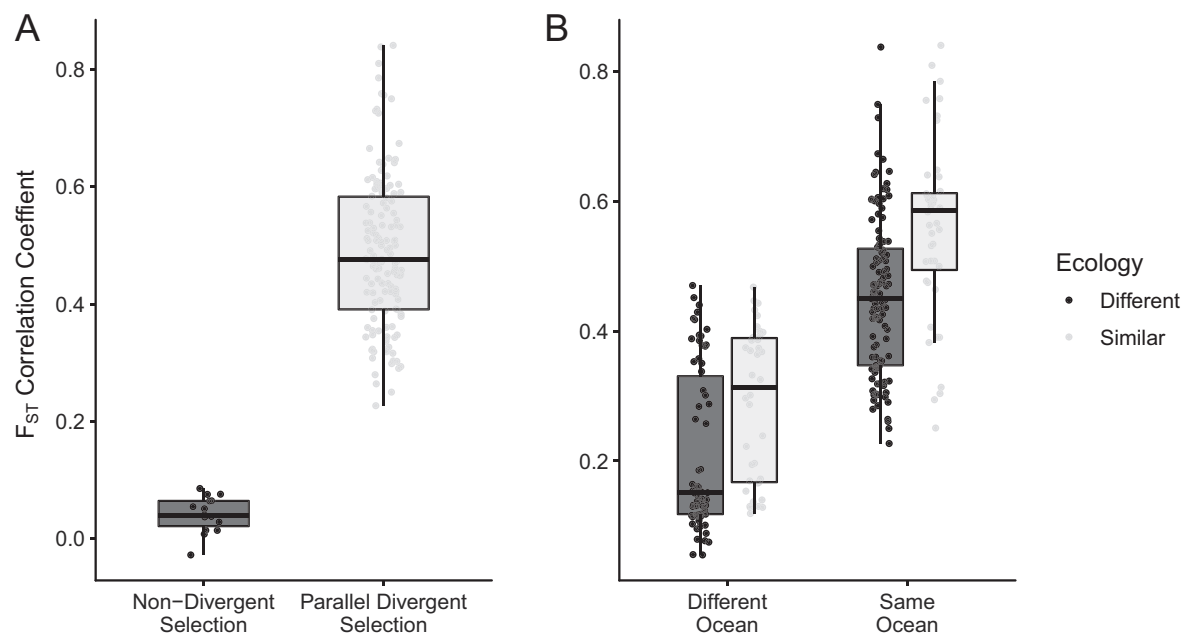 A
F_ST Correlation Coeffient
0.8
0.6
0.4
0.2
0.0
Non−Divergent
Selection
Parallel Divergent
Selection
B
0.8
0.6
0.4
0.2
Different
Ocean
Same
Ocean
Ecology
Different
Similar